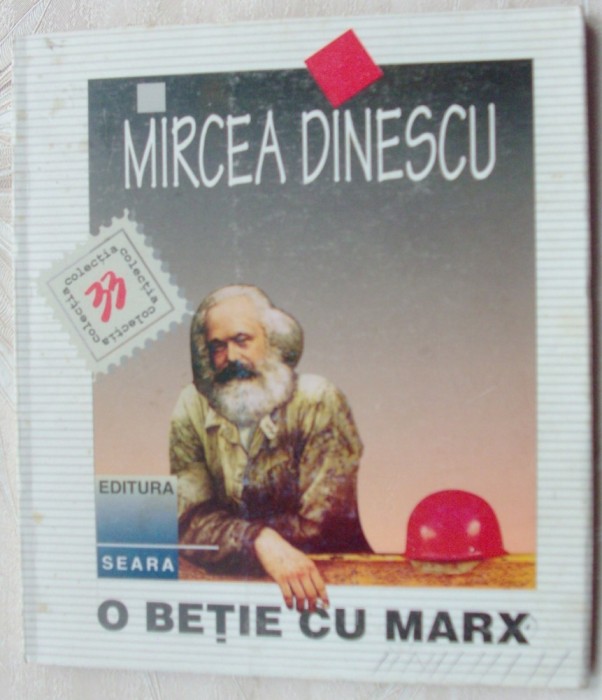 MIRCEA DINESCU
colecția colecția
33
colecția colecția
EDITURA
SEARA
O BEȚIE CU MARX